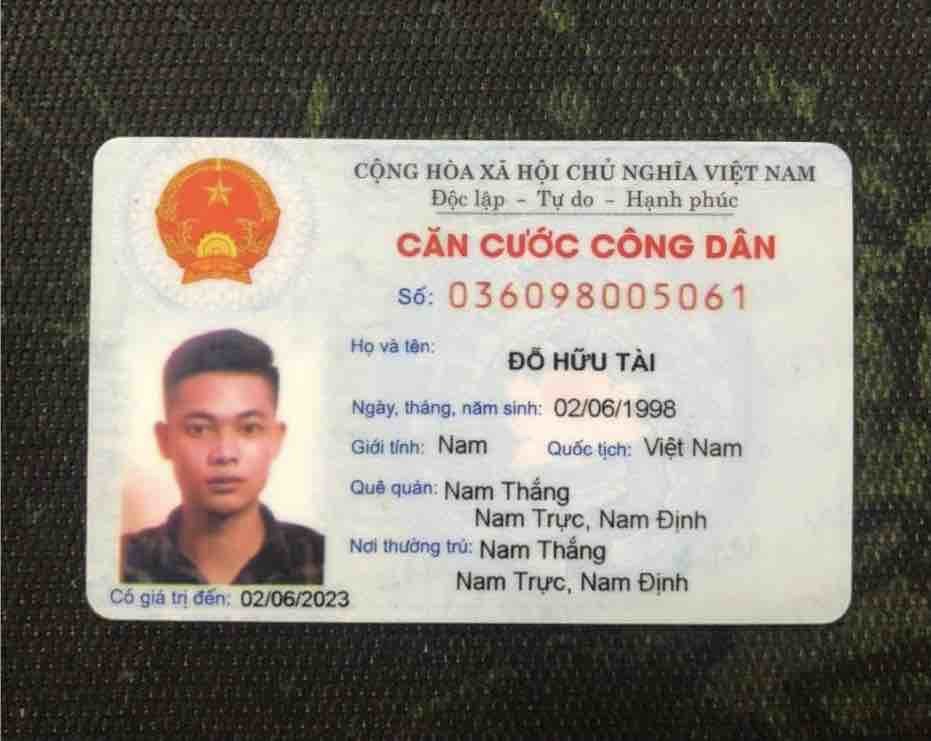 CỘNG HÒA XÃ HỘI CHỦ NGHĨA VIỆT NAM
Độc lập - Tự do - Hạnh phúc
CĂN CƯỚC CÔNG DÂN
Số: 036098005061
Họ và tên:
ĐỖ HỮU TÀI
Ngày, tháng, năm sinh: 02/06/1998
Giới tính: Nam Quốc tịch: Việt Nam
Quê quán: Nam Thắng
Nam Trực, Nam Định
Nơi thường trú: Nam Thắng
Nam Trực, Nam Định
Có giá trị đến: 02/06/2023